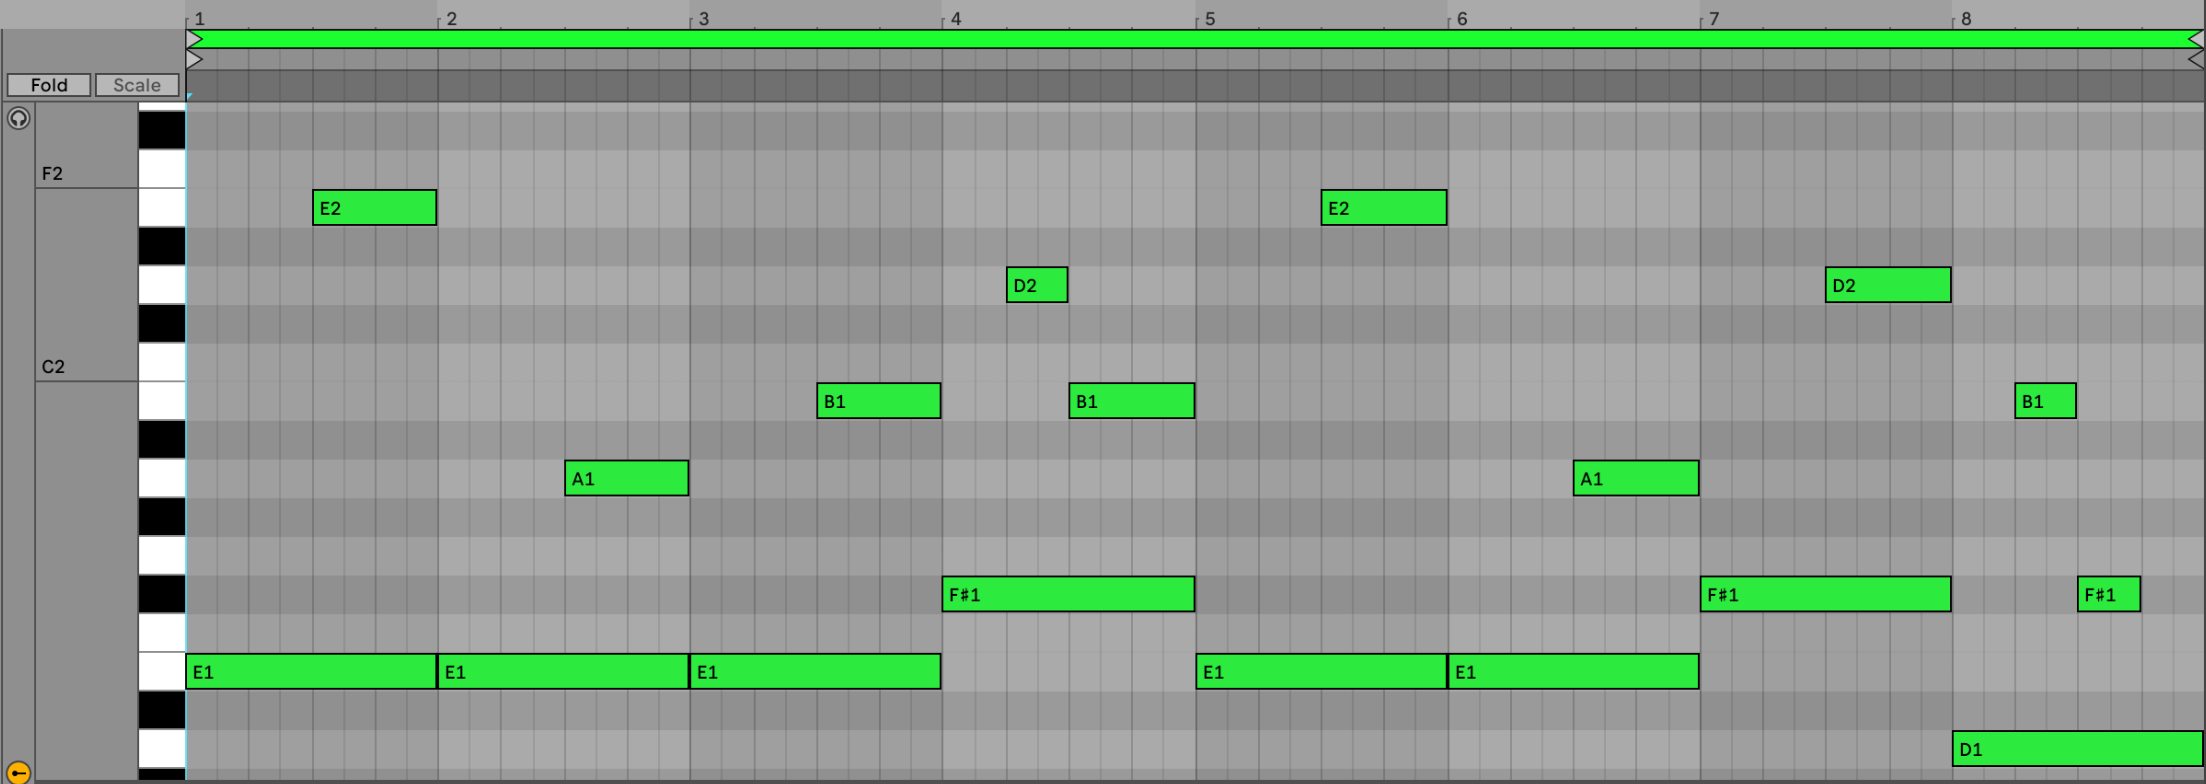 1 2 3 4 5 6 7 8
Fold Scale
F2
E2 E2
D2 D2
C2
B1 B1 B1
A1 A1
F♯1 F♯1 F♯1
E1 E1 E1 E1 E1
D1